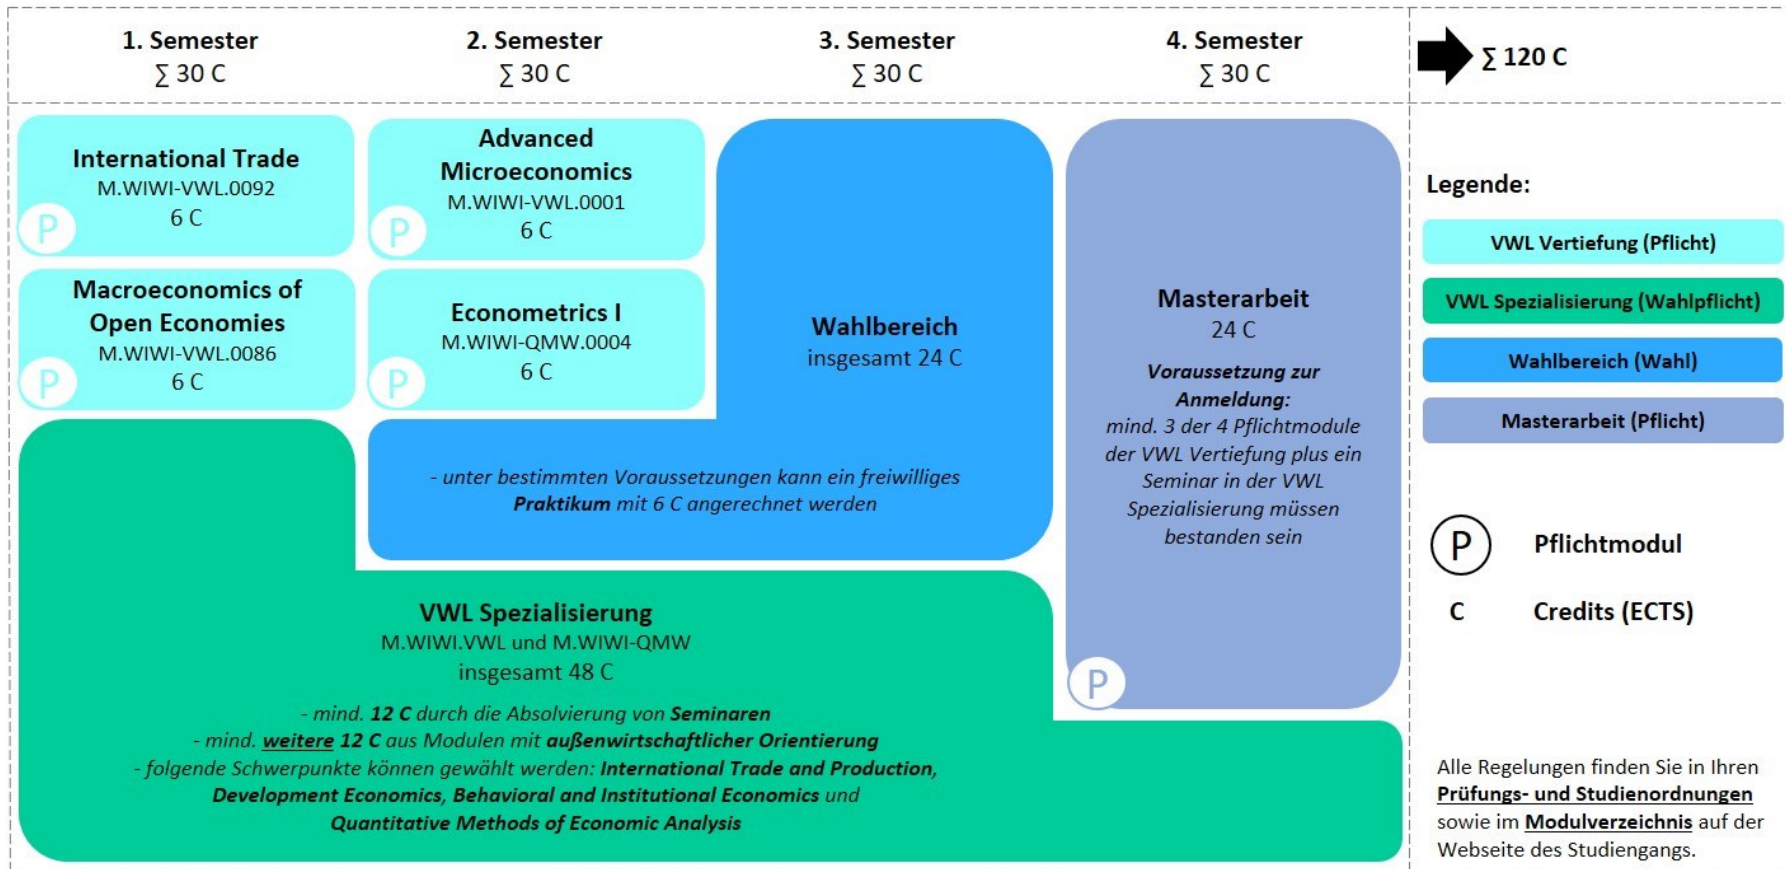 1. Semester
∑ 30 C
2. Semester
∑ 30 C
3. Semester
∑ 30 C
4. Semester
∑ 30 C
∑ 120 C
International Trade
M.WIWI-VWL.0092
6 C
P
Macroeconomics of
Open Economies
M.WIWI-VWL.0086
6 C
P
Advanced
Microeconomics
M.WIWI-VWL.0001
6 C
P
Econometrics I
M.WIWI-QMW.0004
6 C
P
Wahlbereich
insgesamt 24 C
- unter bestimmten Voraussetzungen kann ein freiwilliges
Praktikum mit 6 C angerechnet werden
Masterarbeit
24 C
Voraussetzung zur
Anmeldung:
mind. 3 der 4 Pflichtmodule
der VWL Vertiefung plus ein
Seminar in der VWL
Spezialisierung müssen
bestanden sein
P
VWL Spezialisierung
M.WIWI.VWL und M.WIWI-QMW
insgesamt 48 C
- mind. 12 C durch die Absolvierung von Seminaren
- mind. weitere 12 C aus Modulen mit außenwirtschaftlicher Orientierung
- folgende Schwerpunkte können gewählt werden: International Trade and Production,
Development Economics, Behavioral and Institutional Economics und
Quantitative Methods of Economic Analysis
Legende:
VWL Vertiefung (Pflicht)
VWL Spezialisierung (Wahlpflicht)
Wahlbereich (Wahl)
Masterarbeit (Pflicht)
P Pflichtmodul
C Credits (ECTS)
Alle Regelungen finden Sie in Ihren
Prüfungs- und Studienordnungen
sowie im Modulverzeichnis auf der
Webseite des Studiengangs.